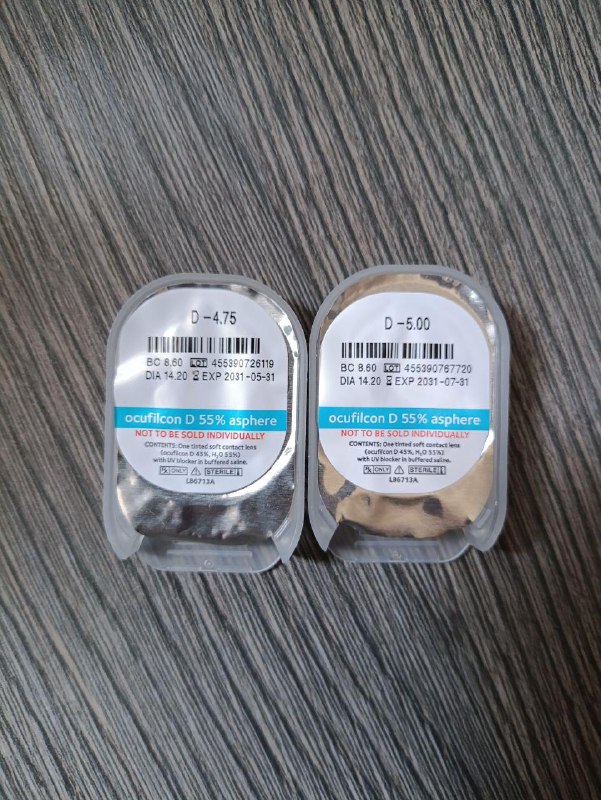 D -4.75
BC 8.60 LOT 455390726119
DIA 14.20 EXP 2031-05-31
ocufilcon D 55% asphere
NOT TO BE SOLD INDIVIDUALLY
CONTENTS: One tinted soft contact lens
(ocufilcon D 45%, H₂O 55%)
with UV blocker in buffered saline.
Rx ONLY STERILE
LB6713A
D -5.00
BC 8.60 LOT 455390767720
DIA 14.20 EXP 2031-07-31
ocufilcon D 55% asphere
NOT TO BE SOLD INDIVIDUALLY
CONTENTS: One tinted soft contact lens
(ocufilcon D 45%, H₂O 55%)
with UV blocker in buffered saline.
Rx ONLY STERILE
LB6713A